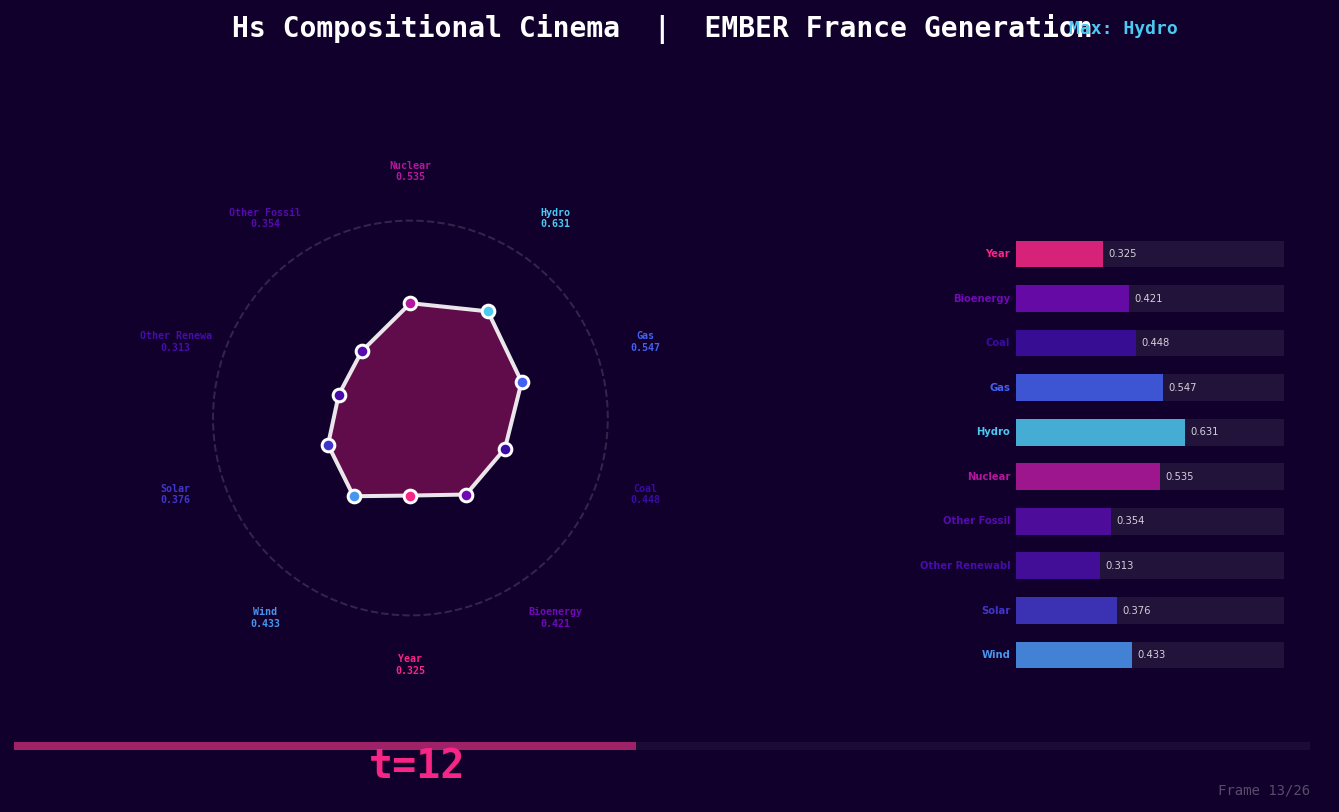 Hs Compositional Cinema | EMBER France Generation
Max: Hydro
Nuclear
0.535
Other Fossil
0.354
Hydro
0.631
Other Renewa
0.313
Gas
0.547
Solar
0.376
Coal
0.448
Wind
0.433
Bioenergy
0.421
Year
0.325
Year 0.325
Bioenergy 0.421
Coal 0.448
Gas 0.547
Hydro 0.631
Nuclear 0.535
Other Fossil 0.354
Other Renewabl 0.313
Solar 0.376
Wind 0.433
t=12
Frame 13/26